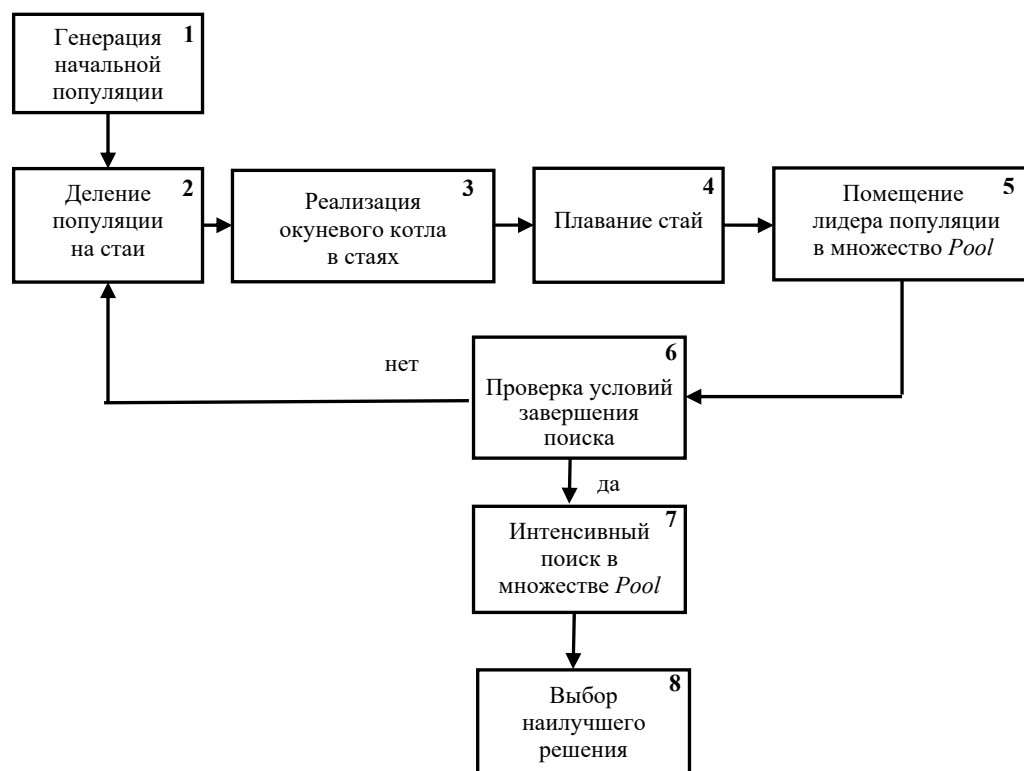 1
Генерация
начальной
популяции
2
Деление
популяции
на стаи
3
Реализация
окуневого котла
в стаях
4
Плавание стай
5
Помещение
лидера популяции
в множество Pool
6
Проверка условий
завершения
поиска
нет
да
7
Интенсивный
поиск в
множестве Pool
8
Выбор
наилучшего
решения